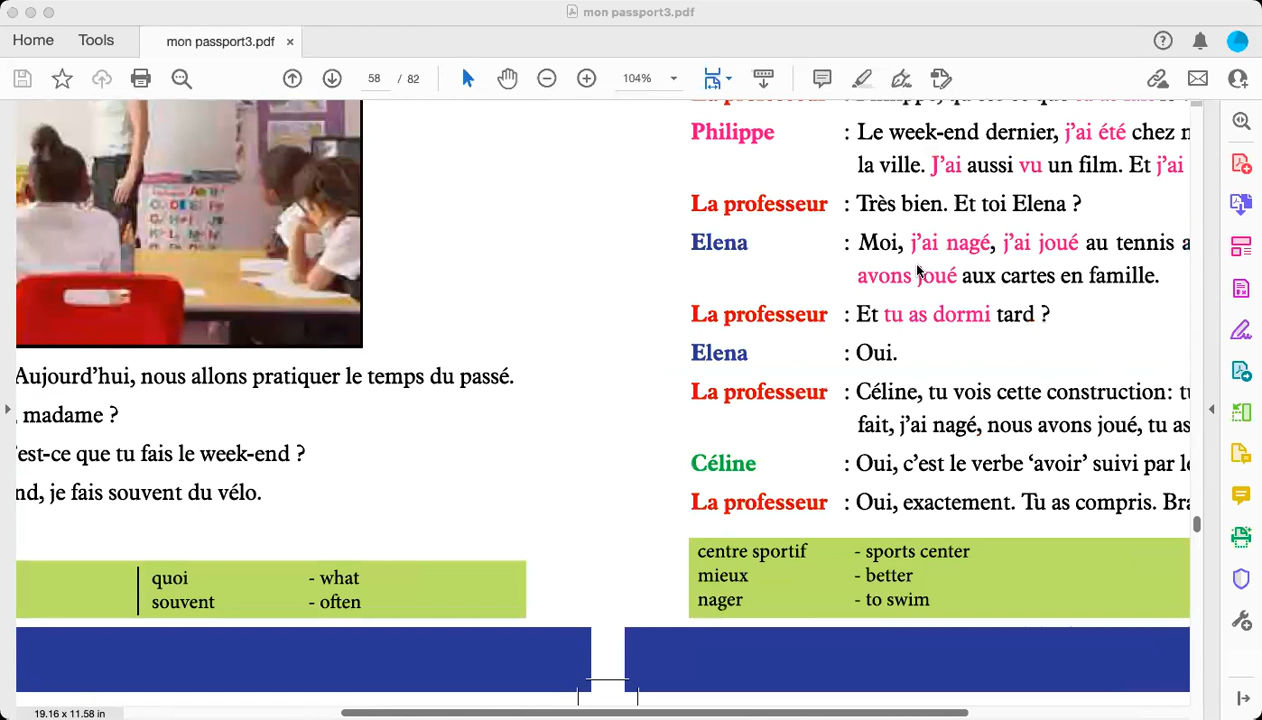 mon passport3.pdf
Home
Tools
mon passport3.pdf ×
58 / 82
104%
Philippe : Le week-end dernier, j'ai été chez
la ville. J'ai aussi vu un film. Et j'ai
La professeur : Très bien. Et toi Elena ?
Elena : Moi, j'ai nagé, j'ai joué au tennis
avons joué aux cartes en famille.
La professeur : Et tu as dormi tard ?
Elena : Oui.
La professeur : Céline, tu vois cette construction:
fait, j'ai nagé, nous avons joué, tu as
Céline : Oui, c'est le verbe 'avoir' suivi par
La professeur : Oui, exactement. Tu as compris.
centre sportif - sports center
mieux - better
nager - to swim
Aujourd'hui, nous allons pratiquer le temps du passé.
, madame ?
'est-ce que tu fais le week-end ?
nd, je fais souvent du vélo.
quoi - what
souvent - often
19.16 x 11.58 in